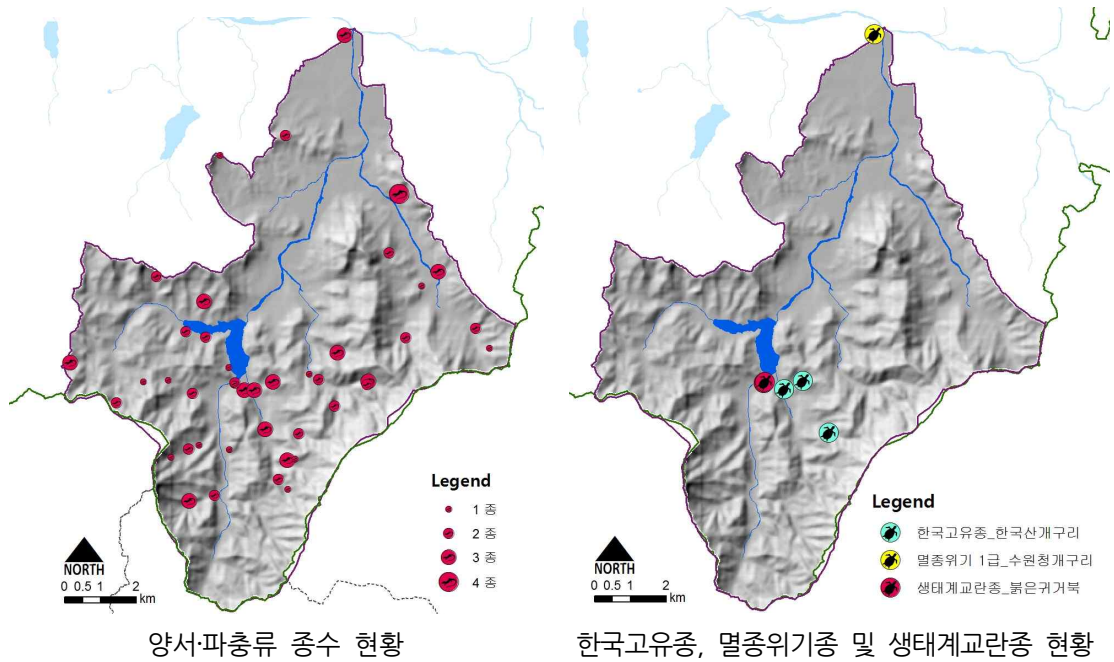 Legend
1 종
2 종
3 종
4 종
NORTH
0 0.5 1 2
km
양서·파충류 종수 현황
Legend
한국고유종_한국산개구리
멸종위기 1급_수원청개구리
생태계교란종_붉은귀거북
NORTH
0 0.5 1 2
km
한국고유종, 멸종위기종 및 생태계교란종 현황